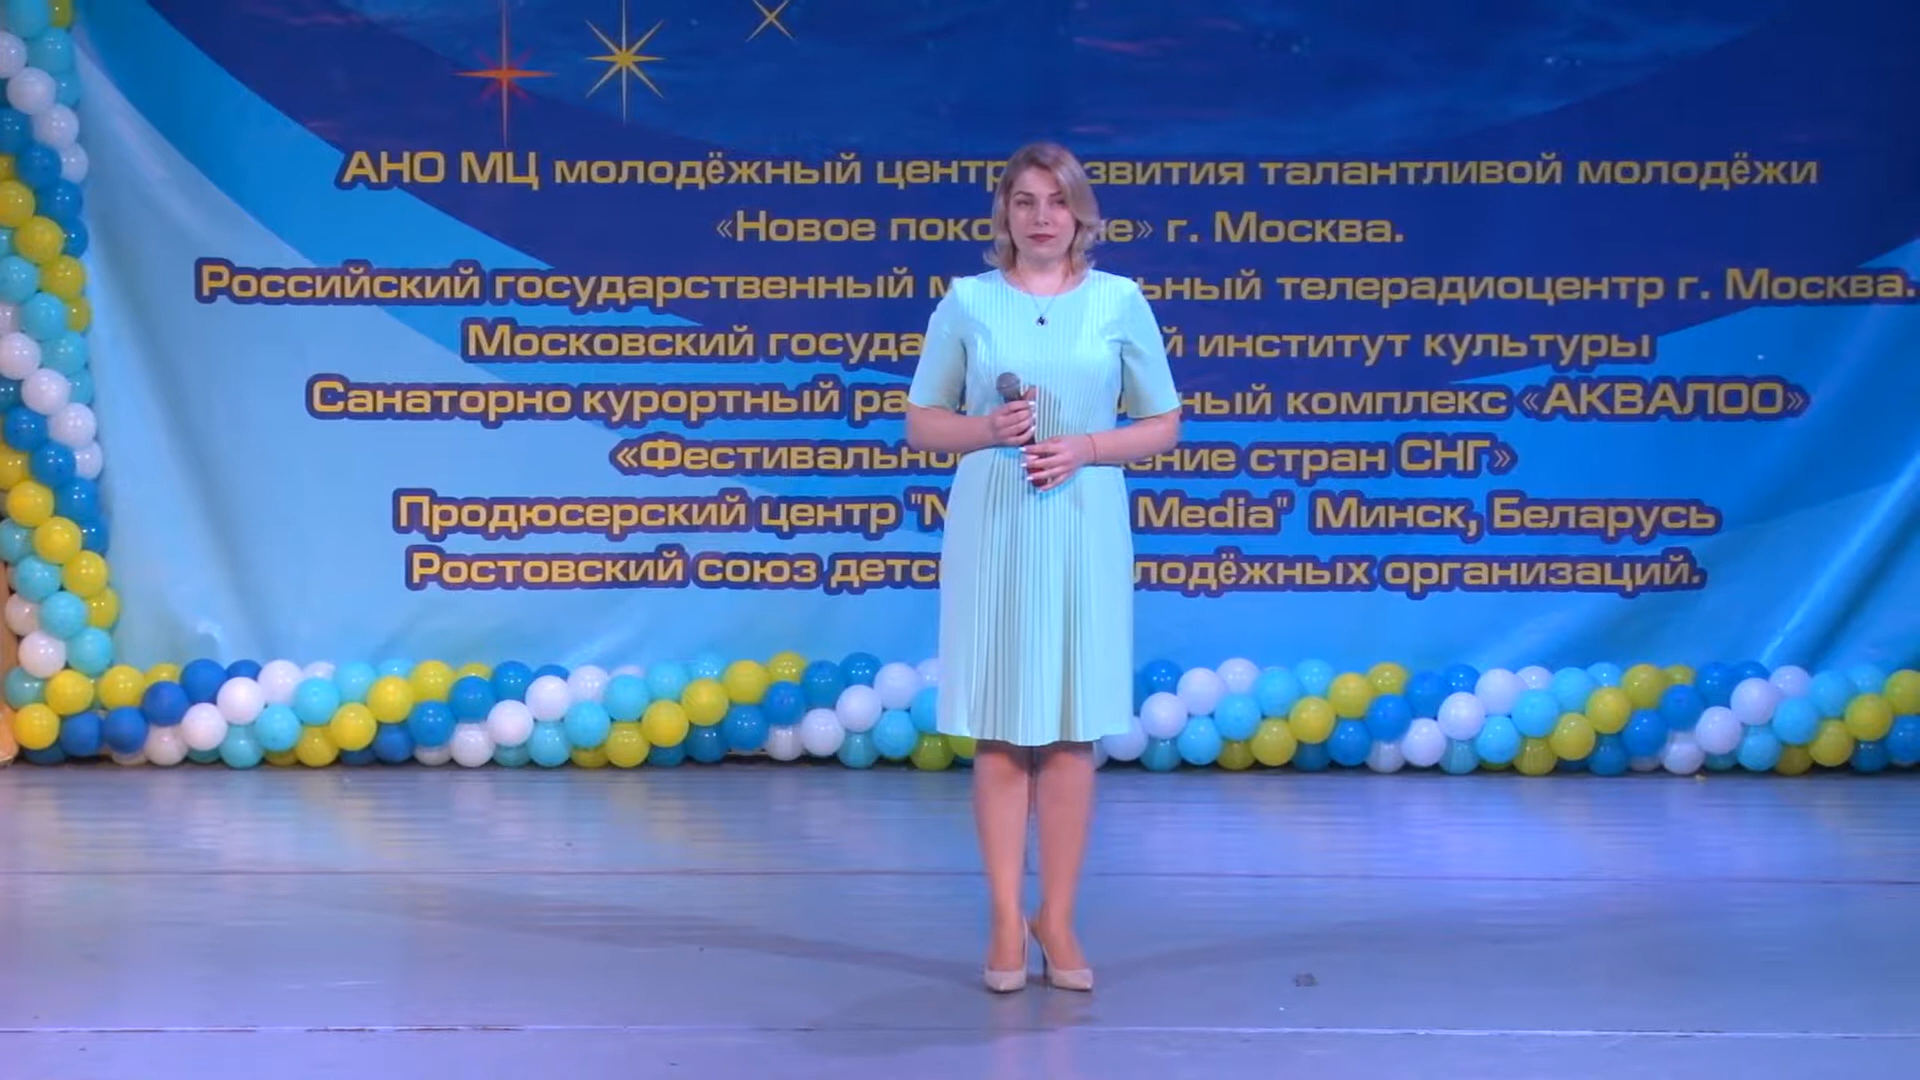 АНО МЦ молодёжный центр звития талантливой молодёжи
«Новое поко не» г. Москва.
Российский государственный м ьный телерадиоцентр г. Москва.
Московский госуда й институт культуры
Санаторно курортный ра ный комплекс «АКВАЛОО»
«Фестивально ение стран СНГ»
Продюсерский центр "N Media" Минск, Беларусь
Ростовский союз детс лодёжных организаций.